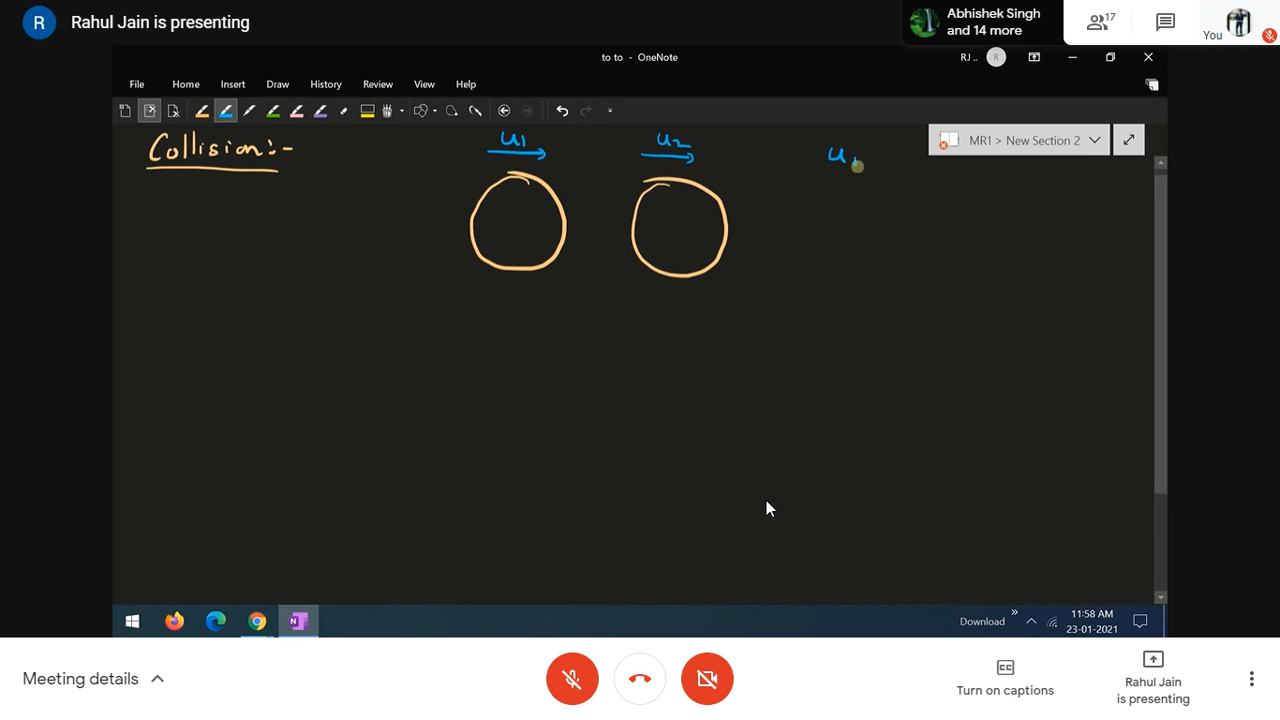 R Rahul Jain is presenting
Abhishek Singh
and 14 more
17
You
to to - OneNote
RJ ..
R
File Home Insert Draw History Review View Help
Collision:-
u1
u2
u
MR1 > New Section 2
N
Download
11:58 AM
23-01-2021
Meeting details
Turn on captions
Rahul Jain
is presenting